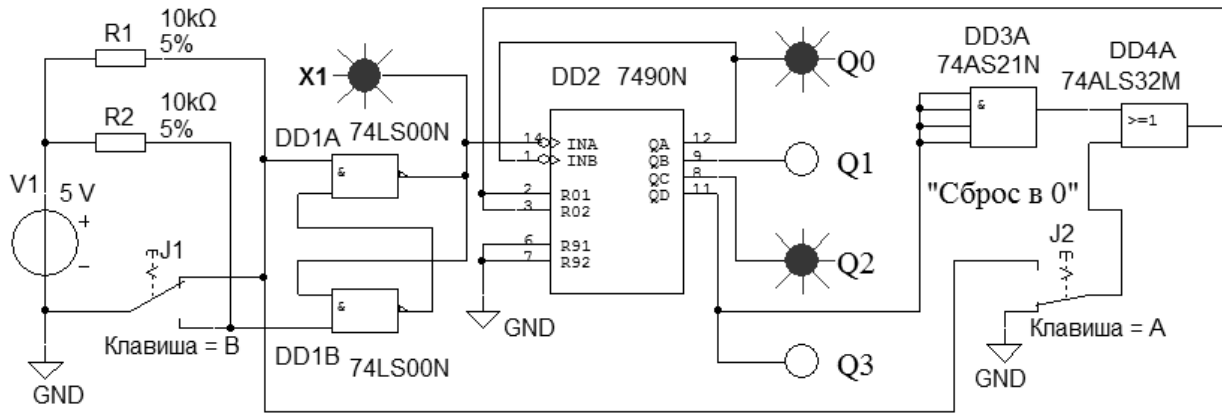 R1
10kΩ
5%
R2
10kΩ
5%
V1
5 V
+
−
J1
Клавиша = B
GND
X1
DD1A
74LS00N
&
&
DD1B
74LS00N
DD2 7490N
14 INA QA 12
1 INB QB 9
QC 8
2 R01 QD 11
3 R02
6 R91
7 R92
GND
Q0
Q1
Q2
Q3
DD3A
74AS21N
&
DD4A
74ALS32M
>=1
"Сброс в 0"
J2
Клавиша = A
GND